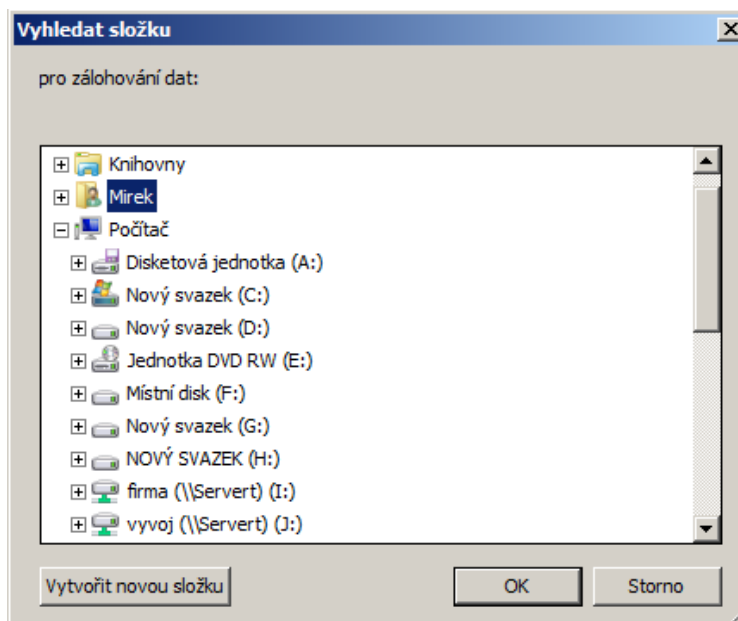 Vyhledat složku
pro zálohování dat:
Knihovny
Mirek
Počítač
Disketová jednotka (A:)
Nový svazek (C:)
Nový svazek (D:)
Jednotka DVD RW (E:)
Místní disk (F:)
Nový svazek (G:)
NOVÝ SVAZEK (H:)
firma (\\Servert) (I:)
vyvoj (\\Servert) (J:)
Vytvořit novou složku
OK
Storno